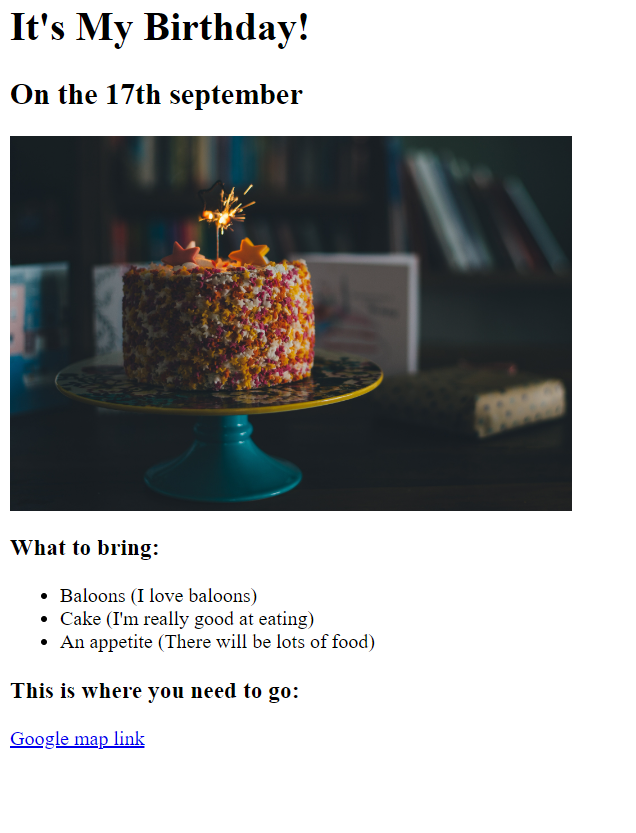 It's My Birthday!
On the 17th september
What to bring:
Baloons (I love baloons)
Cake (I'm really good at eating)
An appetite (There will be lots of food)
This is where you need to go:
Google map link